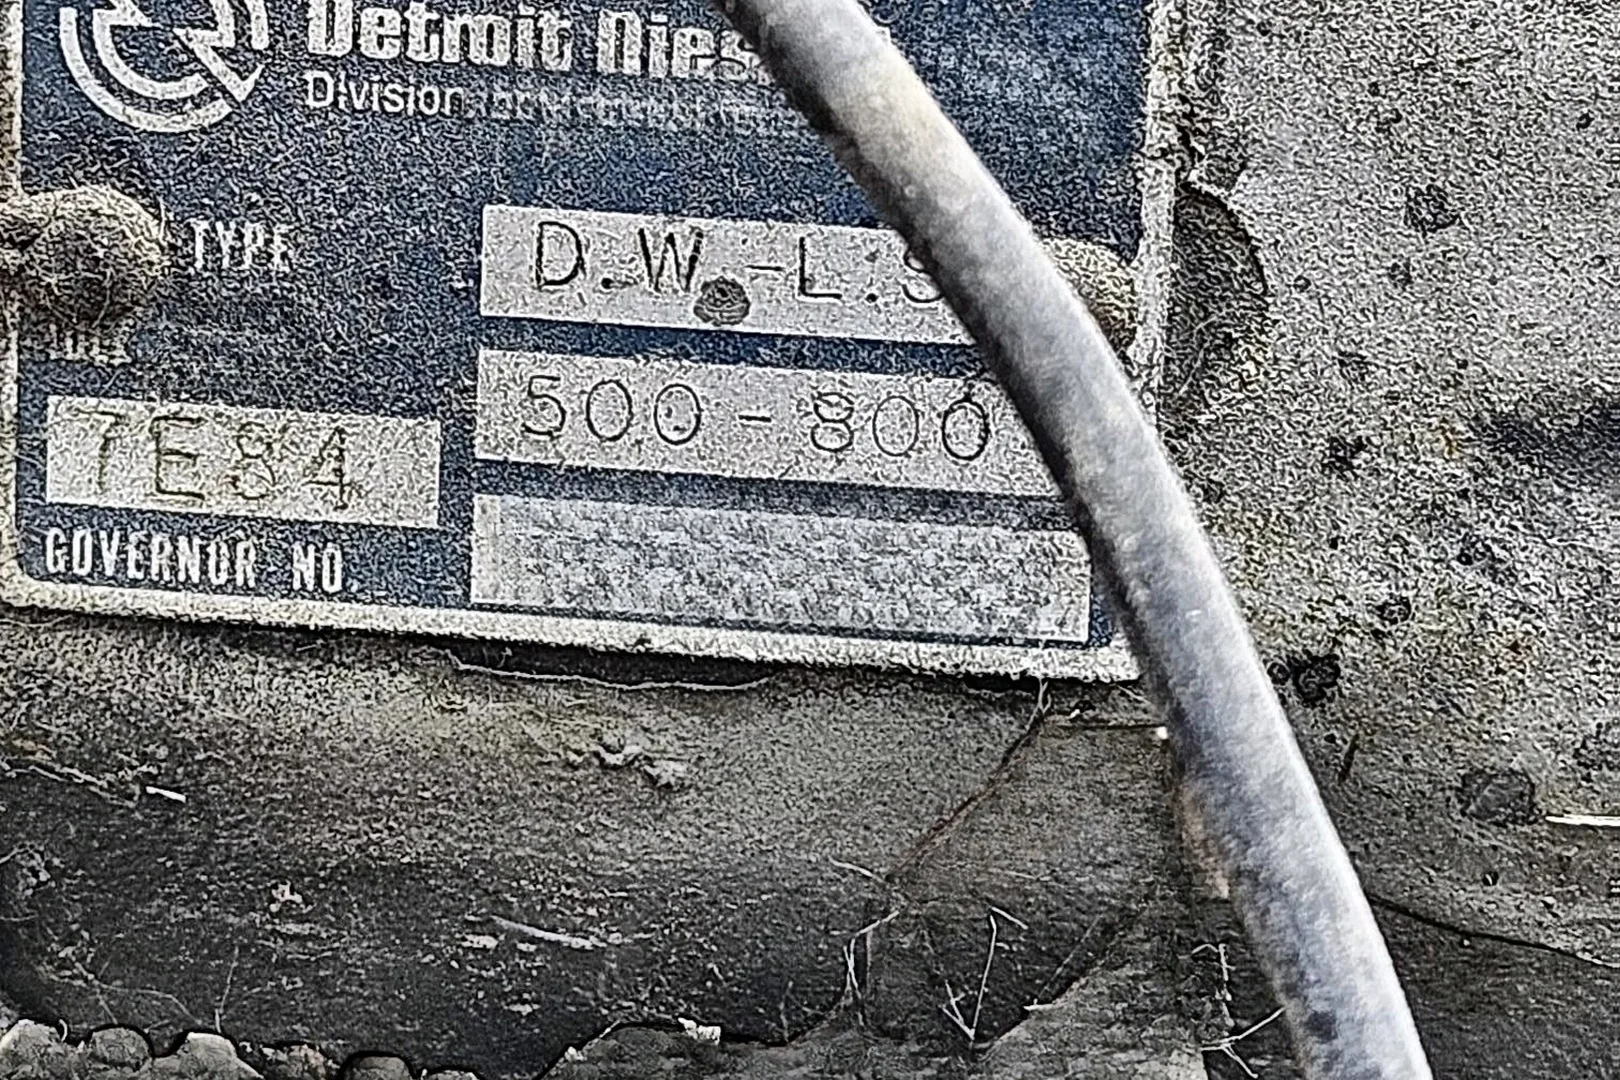 Detroit Dies
Division
TYPE
D.W.-L.S
500-800
7E84
GOVERNOR NO.